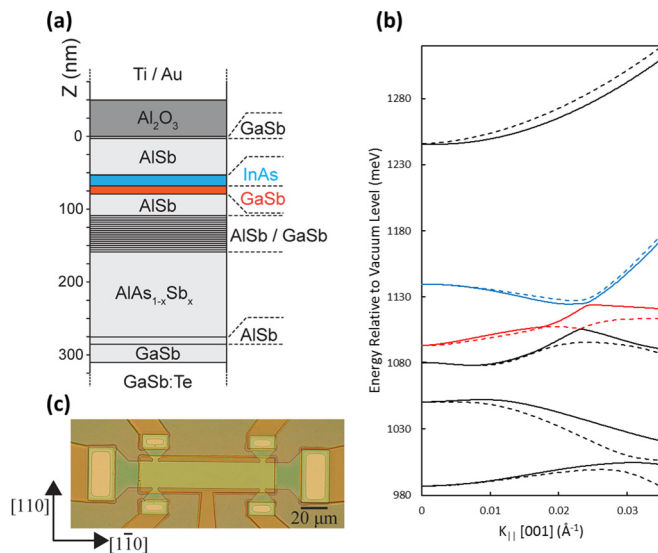 (a)
Z (nm)
Ti / Au
Al2O3
0
GaSb
AlSb
InAs
GaSb
AlSb
100
AlSb / GaSb
200
AlAs1-xSbx
AlSb
300
GaSb
GaSb:Te
(b)
Energy Relative to Vacuum Level (meV)
1280
1230
1180
1130
1080
1030
980
0
0.01
0.02
0.03
K|| [001] (Å-1)
(c)
[110]
[11̅0]
20 μm